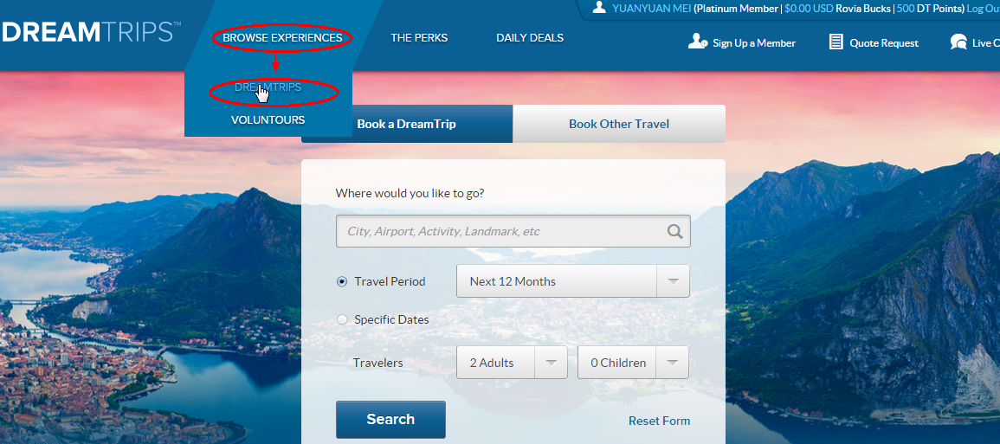 YUANYUAN MEI (Platinum Member | $0.00 USD Rovia Bucks | 500 DT Points) Log Ou
DREAMTRIPS™
BROWSE EXPERIENCES
THE PERKS
DAILY DEALS
Sign Up a Member
Quote Request
Live C
DREAMTRIPS
VOLUNTOURS
Book a DreamTrip
Book Other Travel
Where would you like to go?
City, Airport, Activity, Landmark, etc
Travel Period
Next 12 Months
Specific Dates
Travelers
2 Adults
0 Children
Search
Reset Form